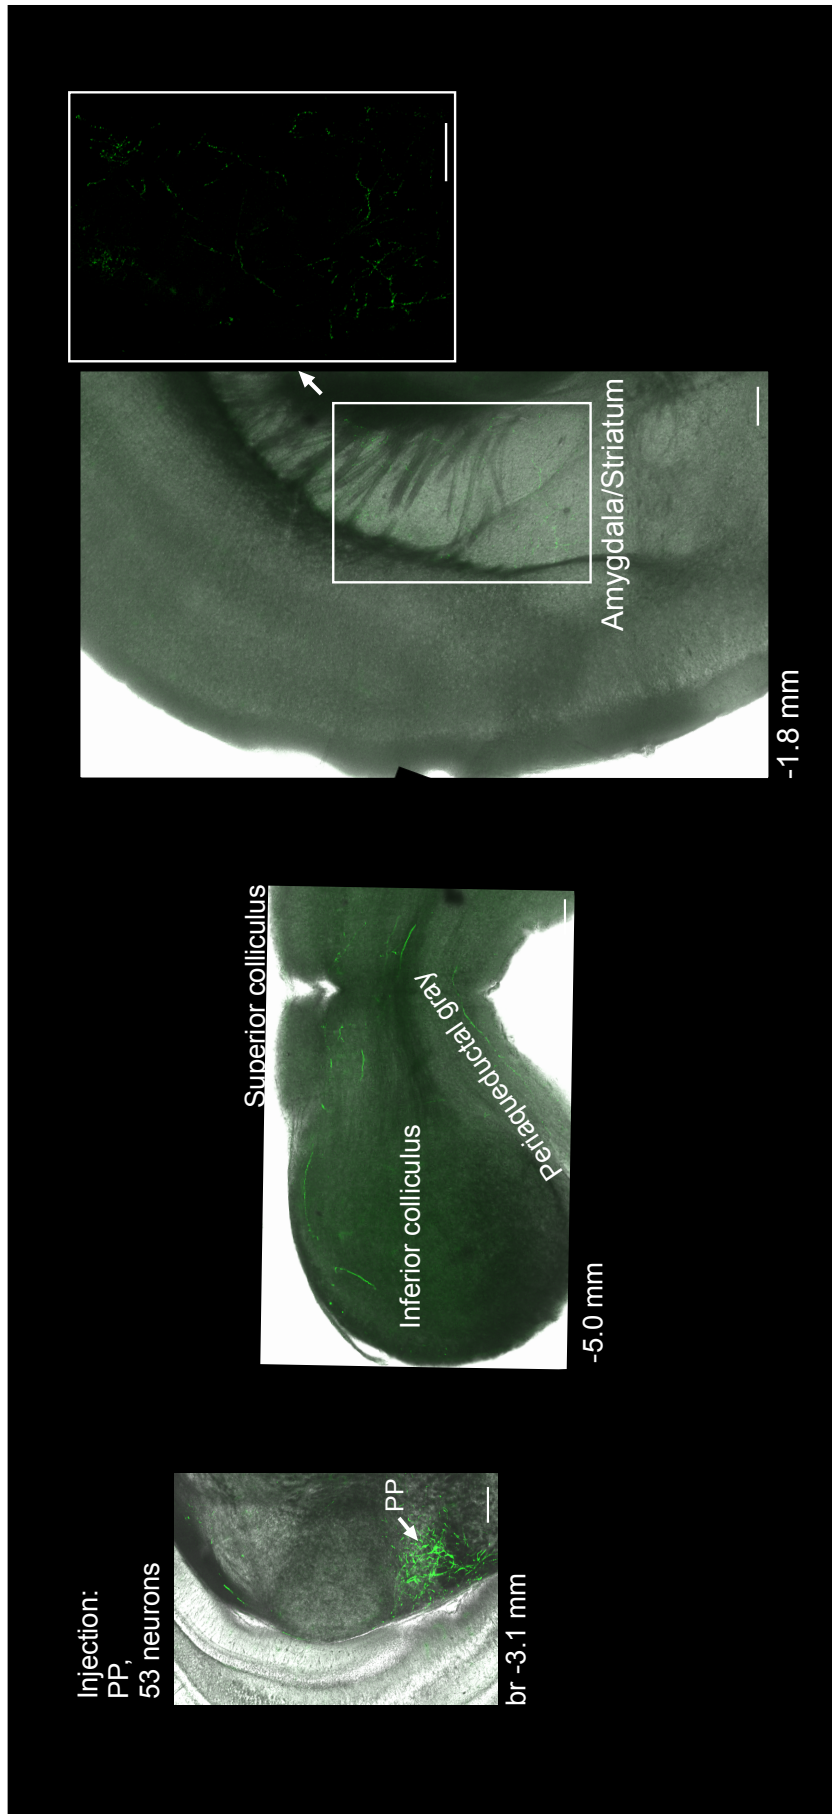 Injection:
PP,
53 neurons
PP
br -3.1 mm
Superior colliculus
Inferior colliculus
Periaqueductal gray
-5.0 mm
Amygdala/Striatum
-1.8 mm